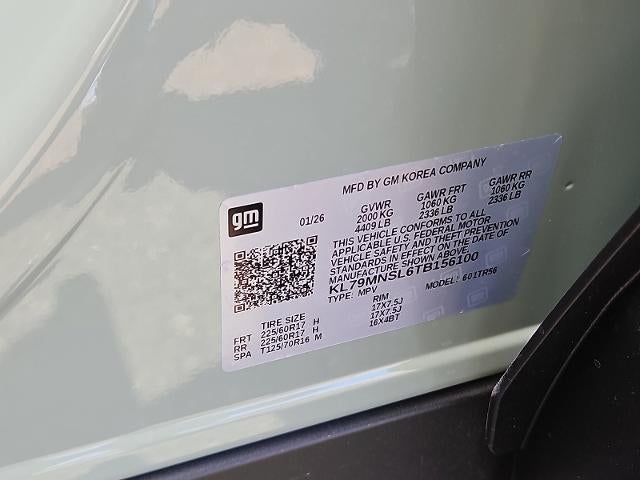 MFD BY GM KOREA COMPANY
gm
01/26
GVWR GAWR FRT GAWR RR
2000 KG 1060 KG 1060 KG
4409 LB 2336 LB 2336 LB
THIS VEHICLE CONFORMS TO ALL
APPLICABLE U.S. FEDERAL MOTOR
VEHICLE SAFETY AND THEFT PREVENTION
STANDARDS IN EFFECT ON THE DATE OF
MANUFACTURE SHOWN ABOVE.
KL79MNSL6TB156100
TYPE: MPV MODEL: 601TR56
TIRE SIZE RIM
FRT 225/60R17 H 17X7.5J
RR 225/60R17 H 17X7.5J
SPA T125/70R16 M 16X4BT